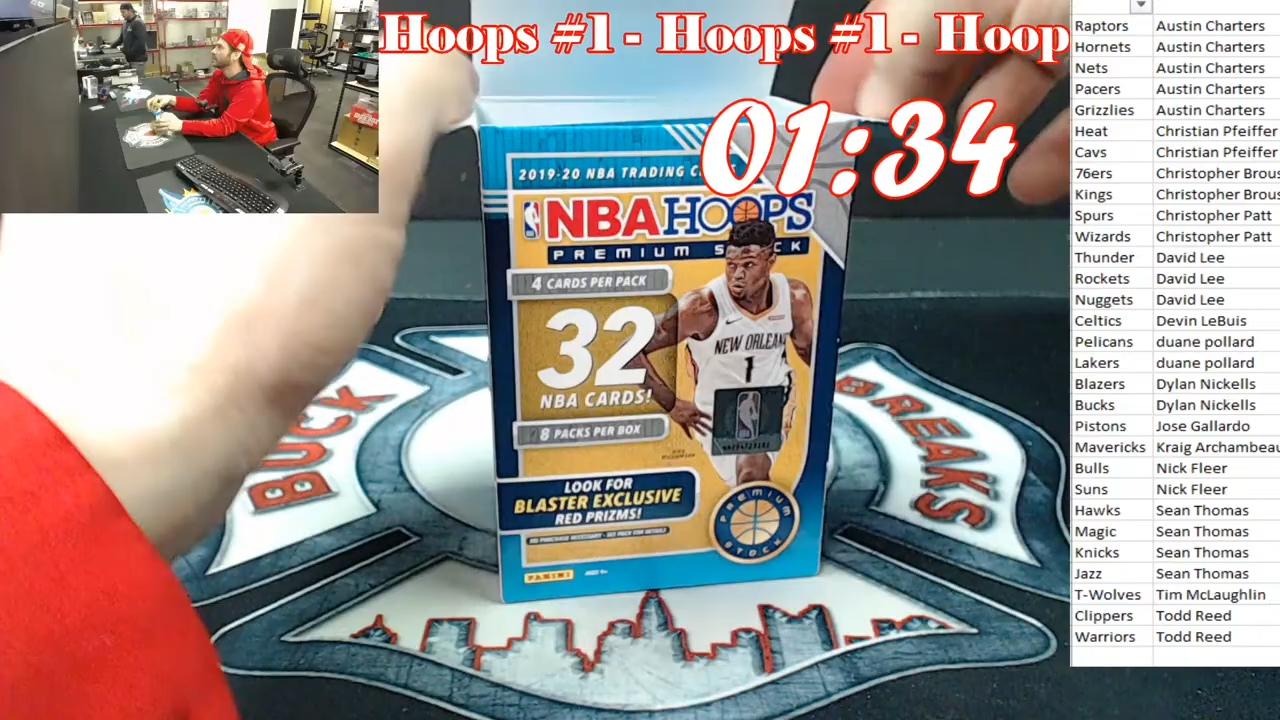 Hoops #1 - Hoops #1 - Hoop
01:34
2019-20 NBA TRADING
NBA HOOPS
PREMIUM STOCK
4 CARDS PER PACK
32
NBA CARDS!
8 PACKS PER BOX
NEW ORLEAN
1
LOOK FOR
BLASTER EXCLUSIVE
RED PRIZMS!
PREMIUM
STOCK
PANINI
BUCK
BREAKS
Raptors Austin Charters
Hornets Austin Charters
Nets Austin Charters
Pacers Austin Charters
Grizzlies Austin Charters
Heat Christian Pfeiffer
Cavs Christian Pfeiffer
76ers Christopher Brous
Kings Christopher Brous
Spurs Christopher Patt
Wizards Christopher Patt
Thunder David Lee
Rockets David Lee
Nuggets David Lee
Celtics Devin LeBuis
Pelicans duane pollard
Lakers duane pollard
Blazers Dylan Nickells
Bucks Dylan Nickells
Pistons Jose Gallardo
Mavericks Kraig Archambeau
Bulls Nick Fleer
Suns Nick Fleer
Hawks Sean Thomas
Magic Sean Thomas
Knicks Sean Thomas
Jazz Sean Thomas
T-Wolves Tim McLaughlin
Clippers Todd Reed
Warriors Todd Reed